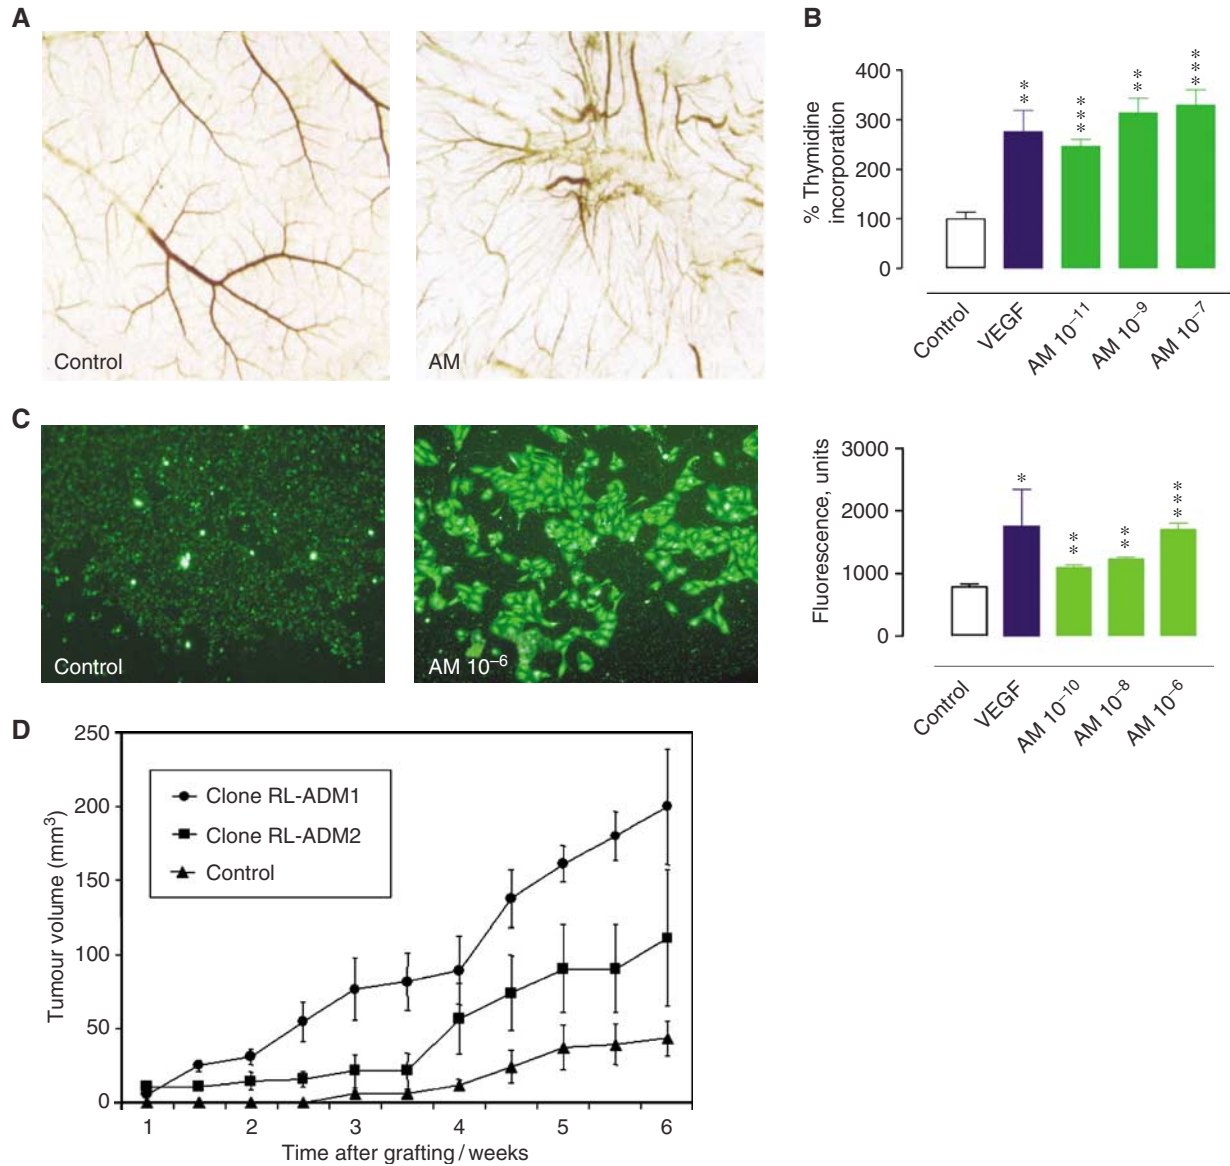 A
Control
AM
B
% Thymidine
incorporation
400
300
200
100
0
**
***
**
***
Control
VEGF
AM 10⁻¹¹
AM 10⁻⁹
AM 10⁻⁷
C
Control
AM 10⁻⁶
Fluorescence, units
3000
2000
1000
0
*
**
**
***
Control
VEGF
AM 10⁻¹⁰
AM 10⁻⁸
AM 10⁻⁶
D
Tumour volume (mm³)
250
200
150
100
50
0
Clone RL-ADM1
Clone RL-ADM2
Control
1 2 3 4 5 6
Time after grafting / weeks